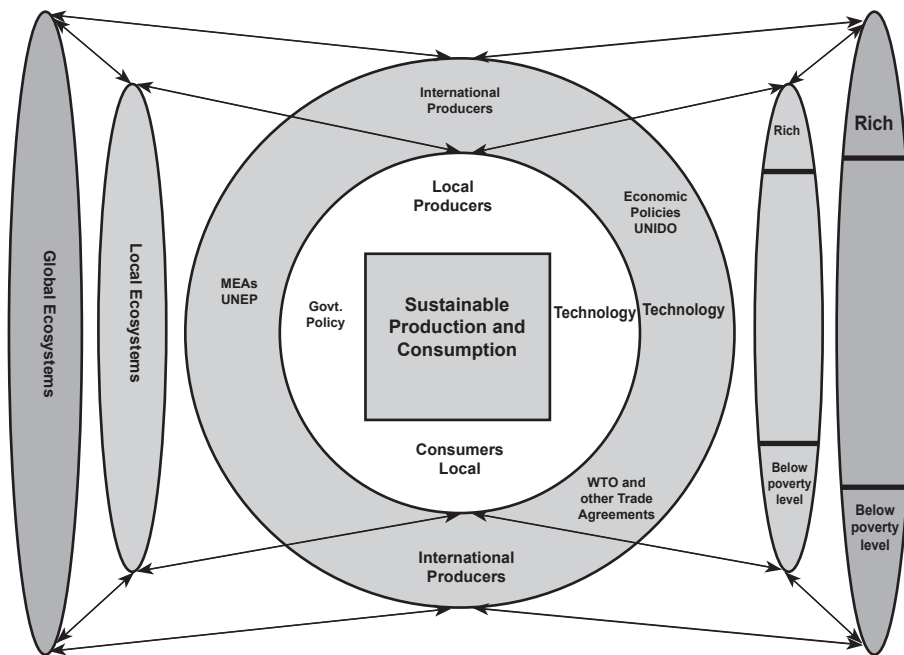 Global Ecosystems
Local Ecosystems
International
Producers
Local
Producers
Economic
Policies
UNIDO
MEAs
UNEP
Govt.
Policy
Sustainable
Production and
Consumption
Technology
Technology
Consumers
Local
WTO and
other Trade
Agreements
International
Producers
Rich
Below
poverty
level
Rich
Below
poverty
level